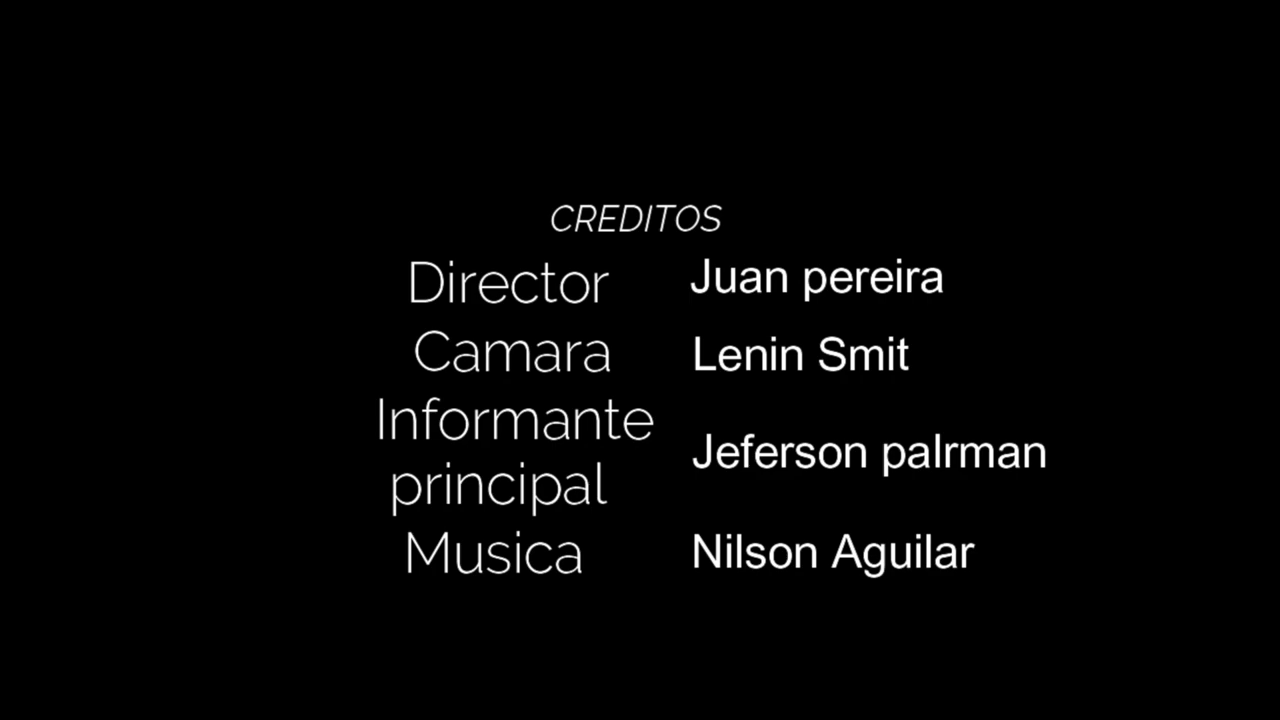 CREDITOS
Director Juan pereira
Camara Lenin Smit
Informante
principal Jeferson palrman
Musica Nilson Aguilar